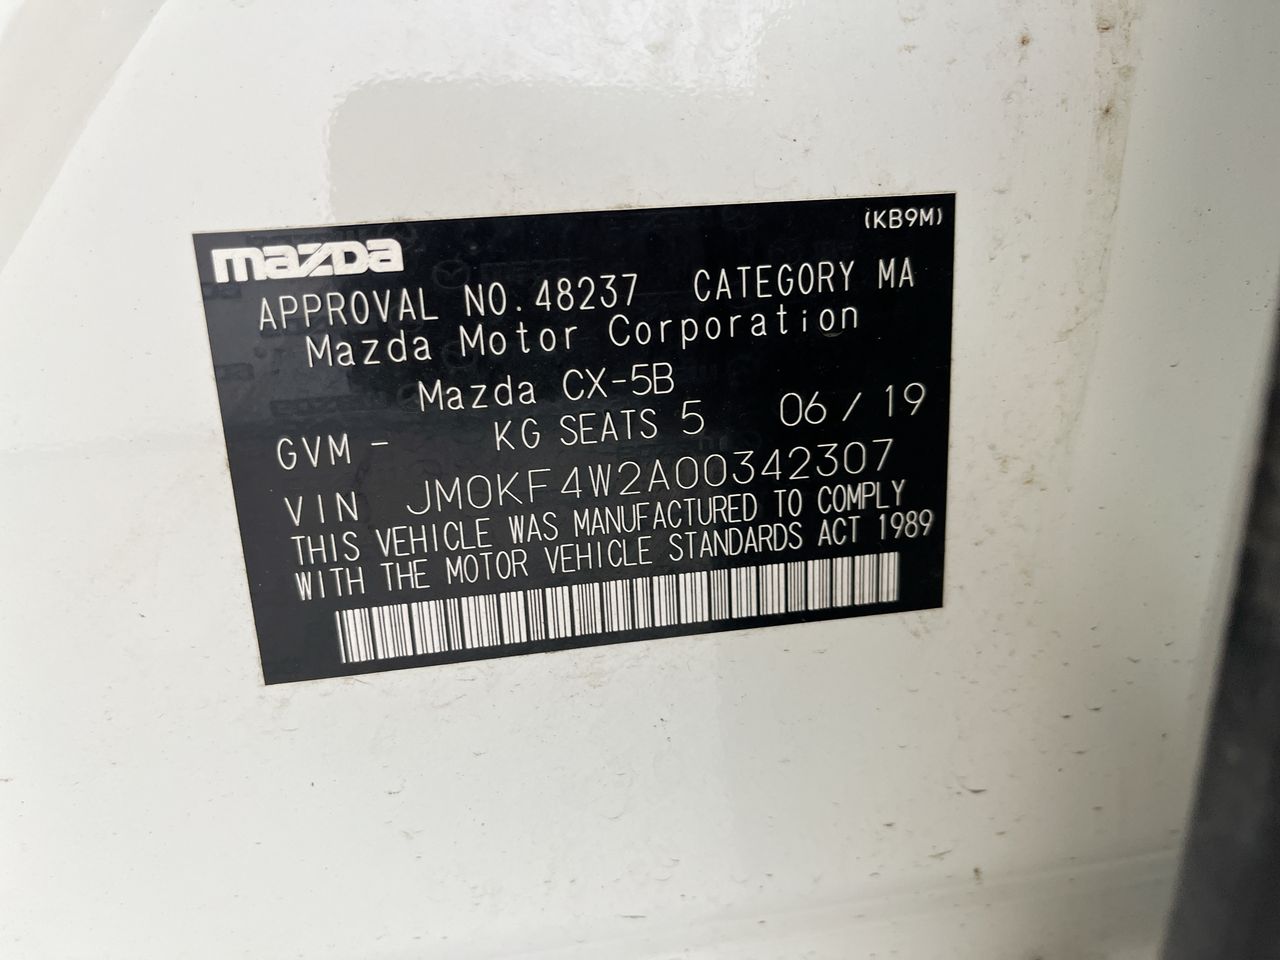 (KB9M)
mazda
APPROVAL NO. 48237 CATEGORY MA
Mazda Motor Corporation
Mazda CX-5B
GVM - KG SEATS 5 06 / 19
VIN JM0KF4W2A00342307
THIS VEHICLE WAS MANUFACTURED TO COMPLY
WITH THE MOTOR VEHICLE STANDARDS ACT 1989